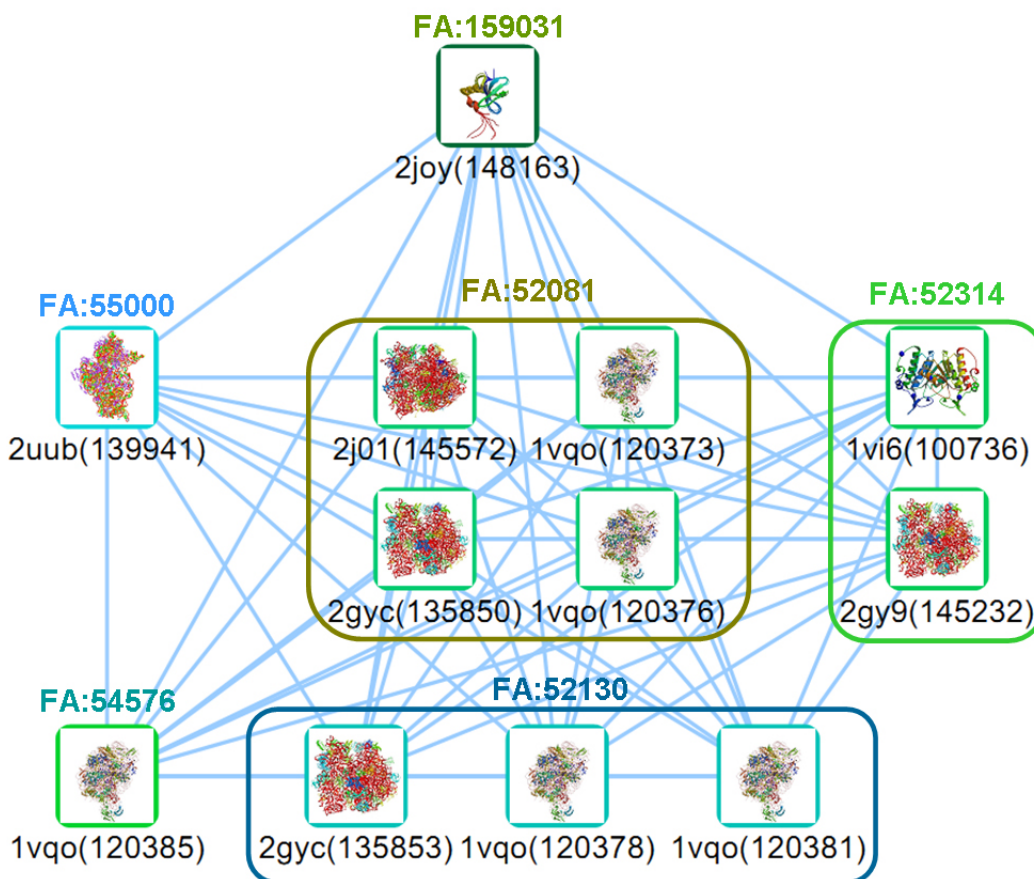 FA:159031
2joy(148163)
FA:55000
FA:52081
FA:52314
2uub(139941)
2j01(145572)
1vqo(120373)
1vi6(100736)
2gyc(135850)
1vqo(120376)
2gy9(145232)
FA:54576
FA:52130
1vqo(120385)
2gyc(135853)
1vqo(120378)
1vqo(120381)